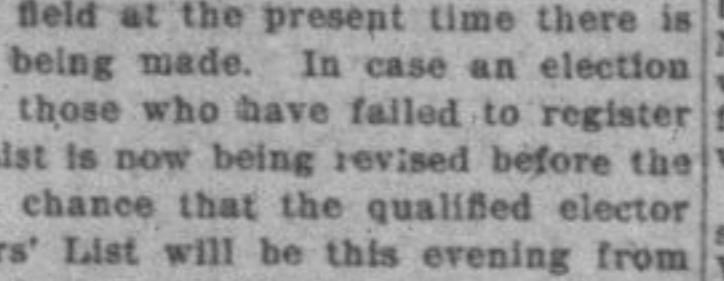 field at the present time there is
being made. In case an election
those who have failed to register
ist is now being revised before the
chance that the qualified elector
rs' List will be this evening from